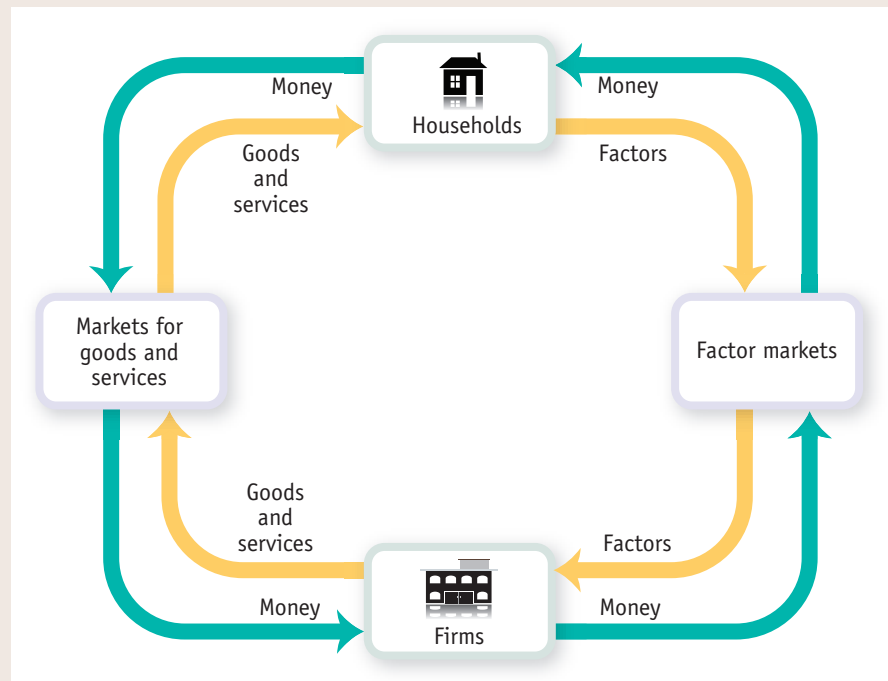 Money
Households
Money
Goods
and
services
Factors
Markets for
goods and
services
Factor markets
Goods
and
services
Factors
Money
Firms
Money